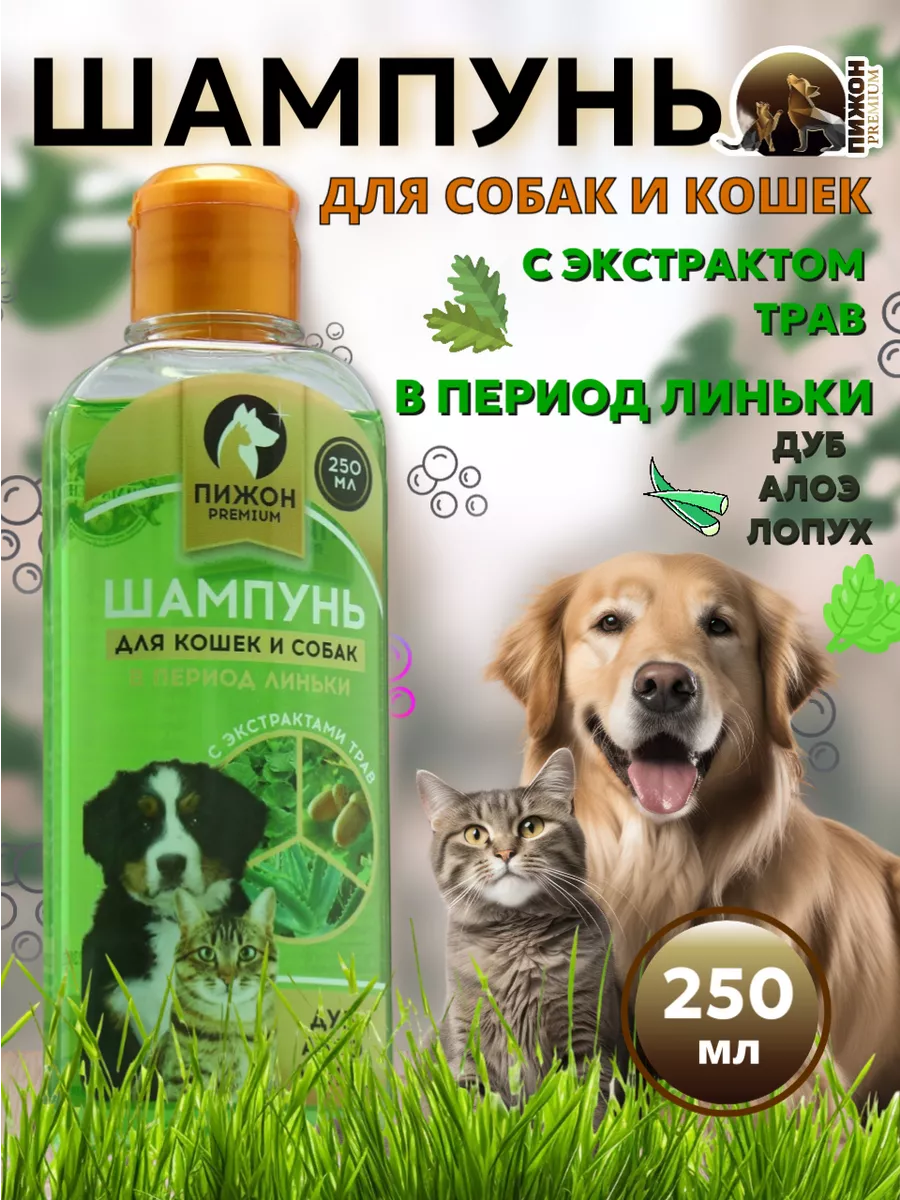 ШАМПУНЬ
ПИЖОН
PREMIUM
ДЛЯ СОБАК И КОШЕК
С ЭКСТРАКТОМ
ТРАВ
В ПЕРИОД ЛИНЬКИ
ДУБ
АЛОЭ
ЛОПУХ
250
МЛ
ПИЖОН
PREMIUM
ШАМПУНЬ
ДЛЯ КОШЕК И СОБАК
В ПЕРИОД ЛИНЬКИ
С ЭКСТРАКТАМИ ТРАВ
250
мл